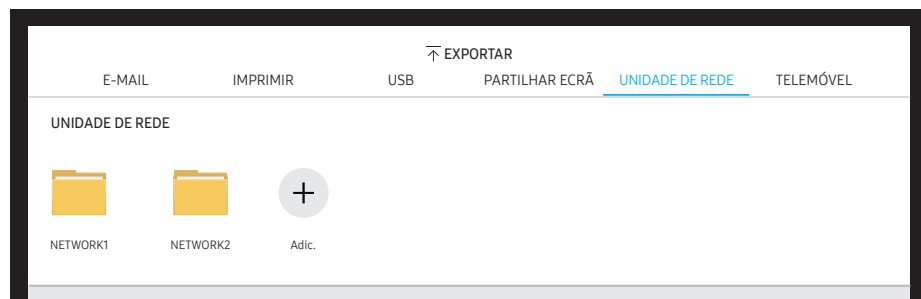 EXPORTAR
E-MAIL IMPRIMIR USB PARTILHAR ECRÃ UNIDADE DE REDE TELEMÓVEL
UNIDADE DE REDE
NETWORK1 NETWORK2 Adic.